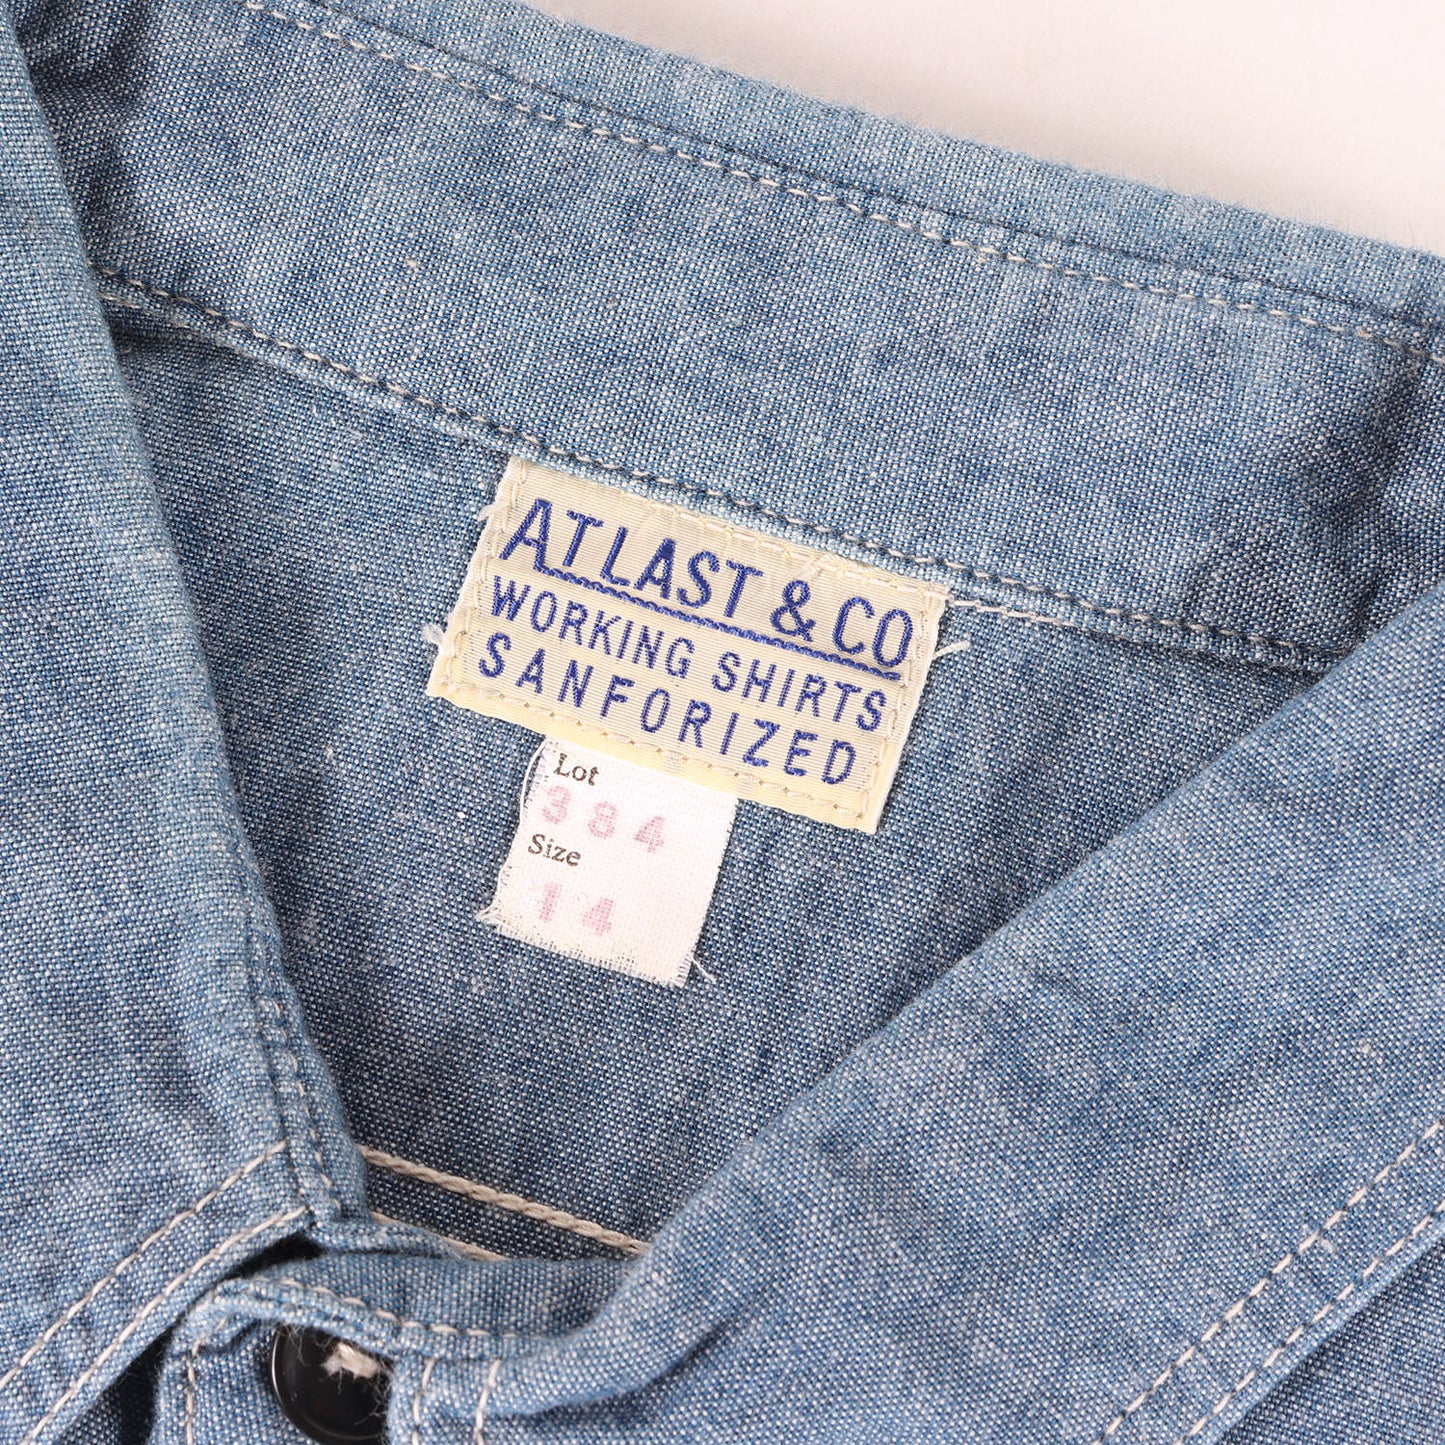 ATLAST & CO
WORKING SHIRTS
SANFORIZED
Lot
384
Size
14